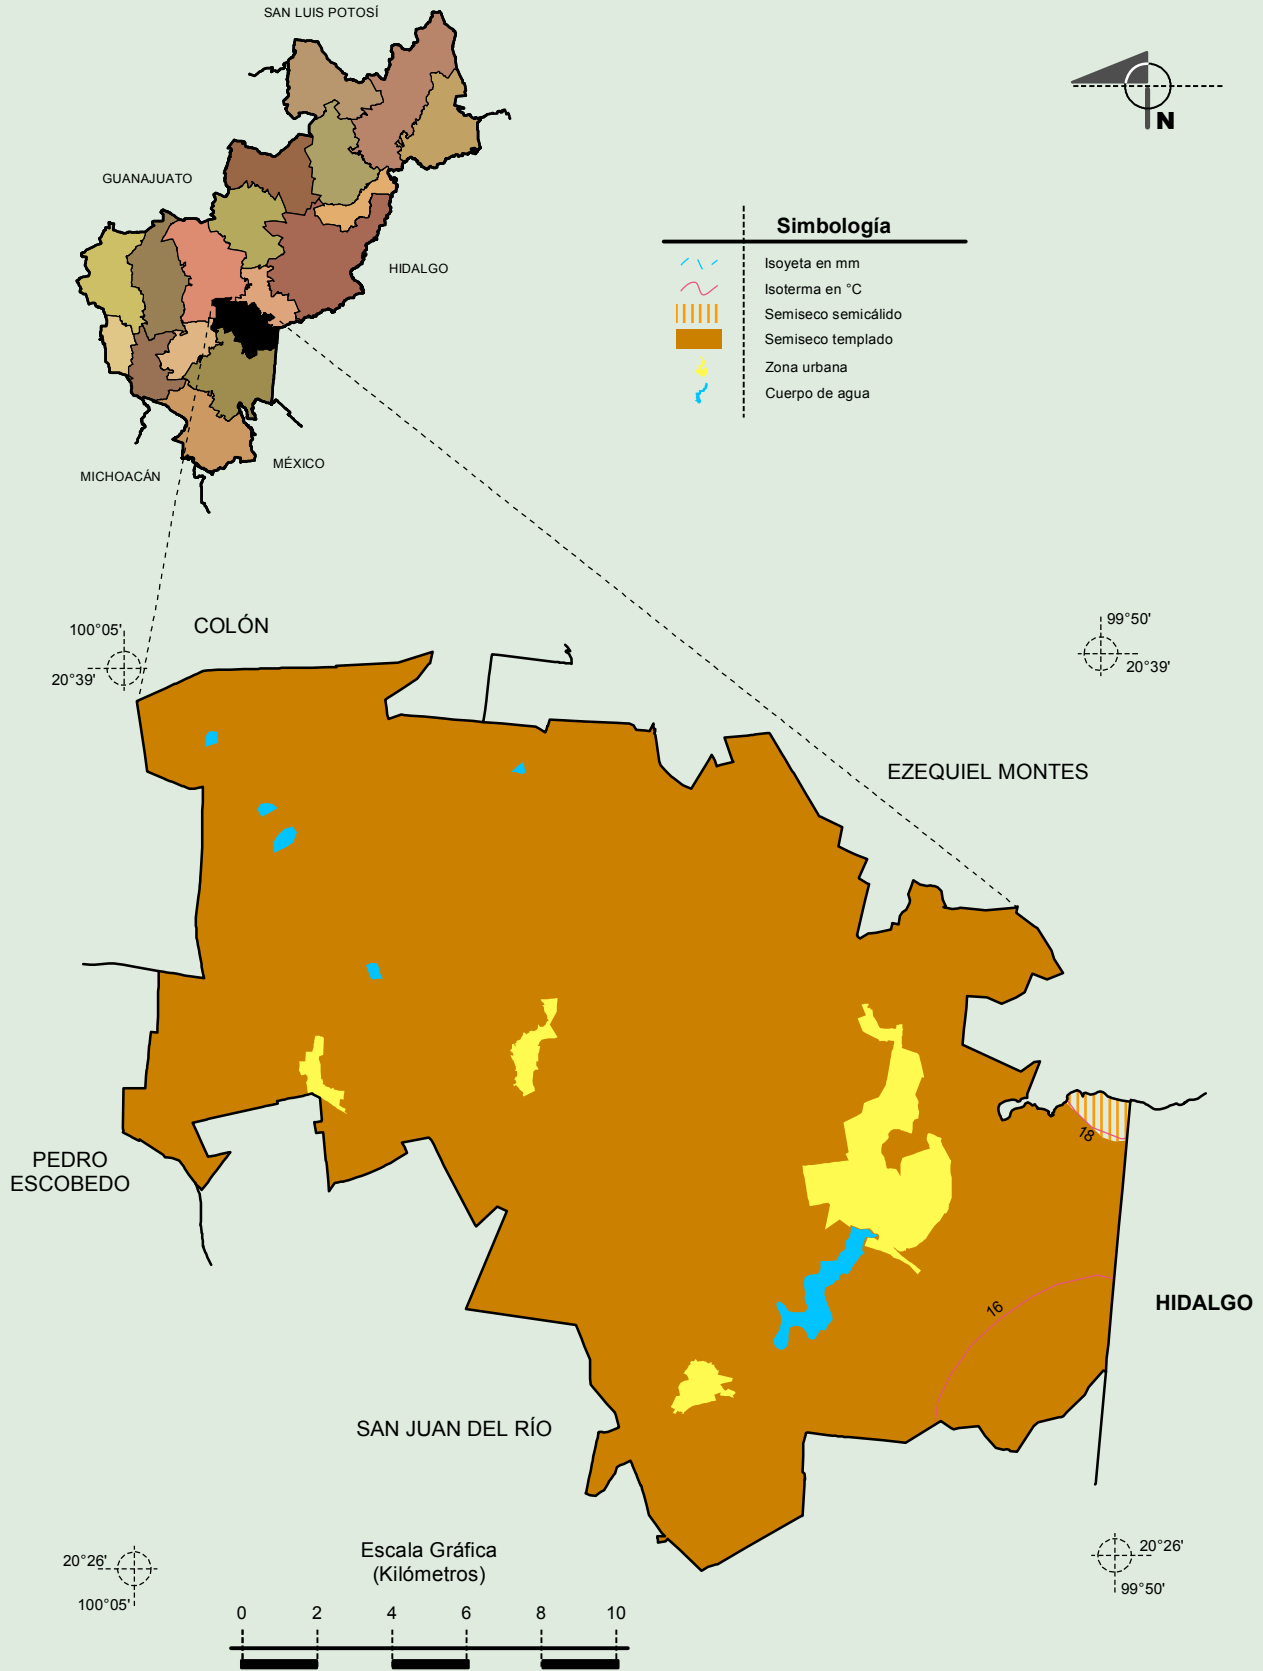 SAN LUIS POTOSÍ
GUANAJUATO
HIDALGO
MICHOACÁN
MÉXICO
N
Simbología
Isoyeta en mm
Isoterma en °C
Semiseco semicálido
Semiseco templado
Zona urbana
Cuerpo de agua
100°05'
20°39'
COLÓN
99°50'
20°39'
EZEQUIEL MONTES
18
PEDRO
ESCOBEDO
16
HIDALGO
SAN JUAN DEL RÍO
20°26'
100°05'
Escala Gráfica
(Kilómetros)
0 2 4 6 8 10
20°26'
99°50'